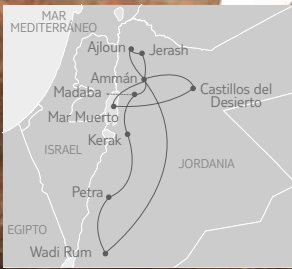 MAR
MEDITERRÁNEO
Ajloun
Jerash
Ammán
Madaba
Castillos del
Desierto
Mar Muerto
Kerak
ISRAEL
JORDANIA
Petra
EGIPTO
Wadi Rum